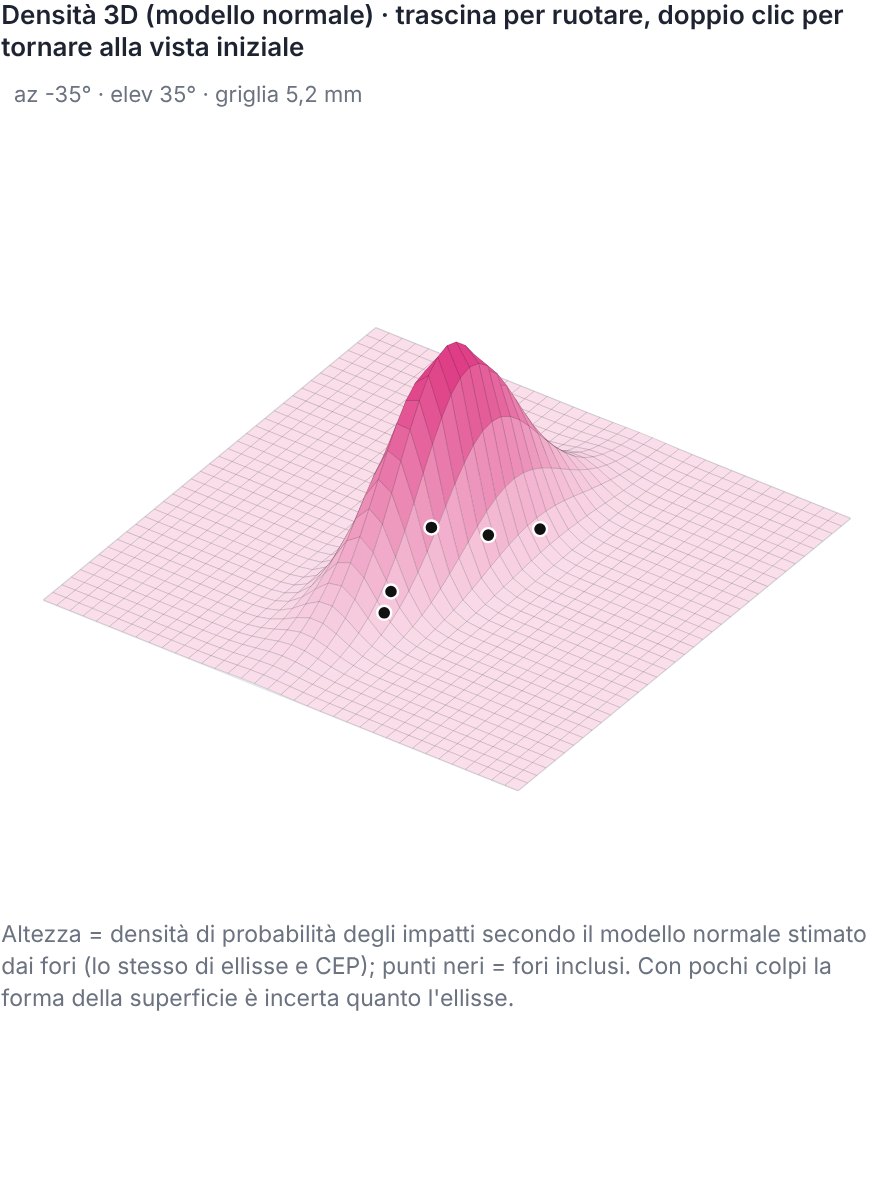 Densità 3D (modello normale) · trascina per ruotare, doppio clic per
tornare alla vista iniziale
az -35° · elev 35° · griglia 5,2 mm
Altezza = densità di probabilità degli impatti secondo il modello normale stimato
dai fori (lo stesso di ellisse e CEP); punti neri = fori inclusi. Con pochi colpi la
forma della superficie è incerta quanto l'ellisse.